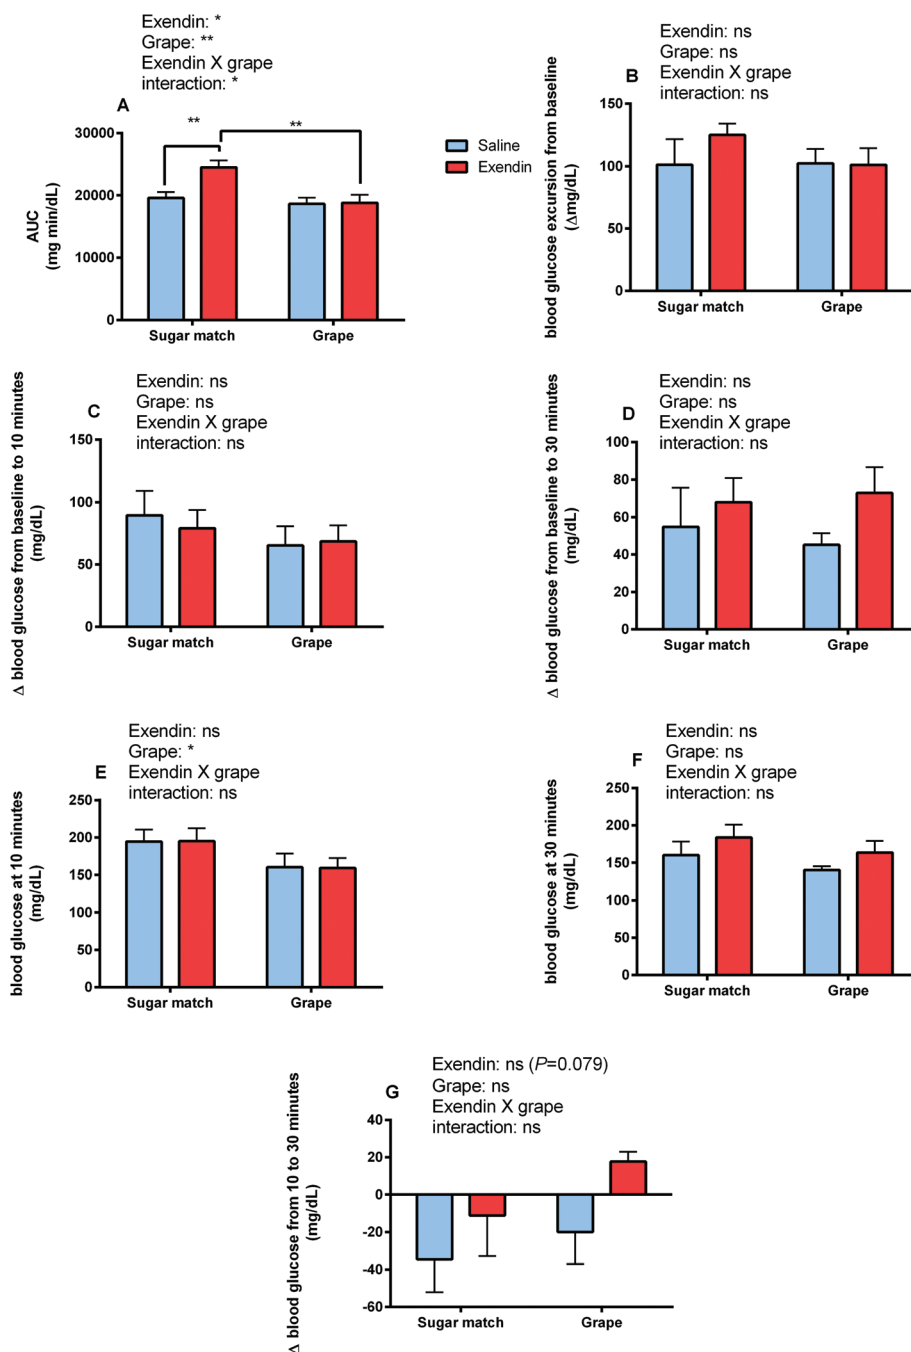 Exendin: *
Grape: **
Exendin X grape
interaction: *
A
**
**
30000
20000
10000
0
AUC
(mg min/dL)
Sugar match
Grape
Saline
Exendin
Exendin: ns
Grape: ns
Exendin X grape
interaction: ns
B
150
100
50
0
blood glucose excursion from baseline
(Δmg/dL)
Sugar match
Grape
Exendin: ns
Grape: ns
Exendin X grape
interaction: ns
C
150
100
50
0
Δ blood glucose from baseline to 10 minutes
(mg/dL)
Sugar match
Grape
Exendin: ns
Grape: ns
Exendin X grape
interaction: ns
D
100
80
60
40
20
0
Δ blood glucose from baseline to 30 minutes
(mg/dL)
Sugar match
Grape
Exendin: ns
Grape: *
Exendin X grape
interaction: ns
E
250
200
150
100
50
0
blood glucose at 10 minutes
(mg/dL)
Sugar match
Grape
Exendin: ns
Grape: ns
Exendin X grape
interaction: ns
F
250
200
150
100
50
0
blood glucose at 30 minutes
(mg/dL)
Sugar match
Grape
Exendin: ns (P=0.079)
Grape: ns
Exendin X grape
interaction: ns
G
40
20
0
-20
-40
-60
Δ blood glucose from 10 to 30 minutes
(mg/dL)
Sugar match
Grape